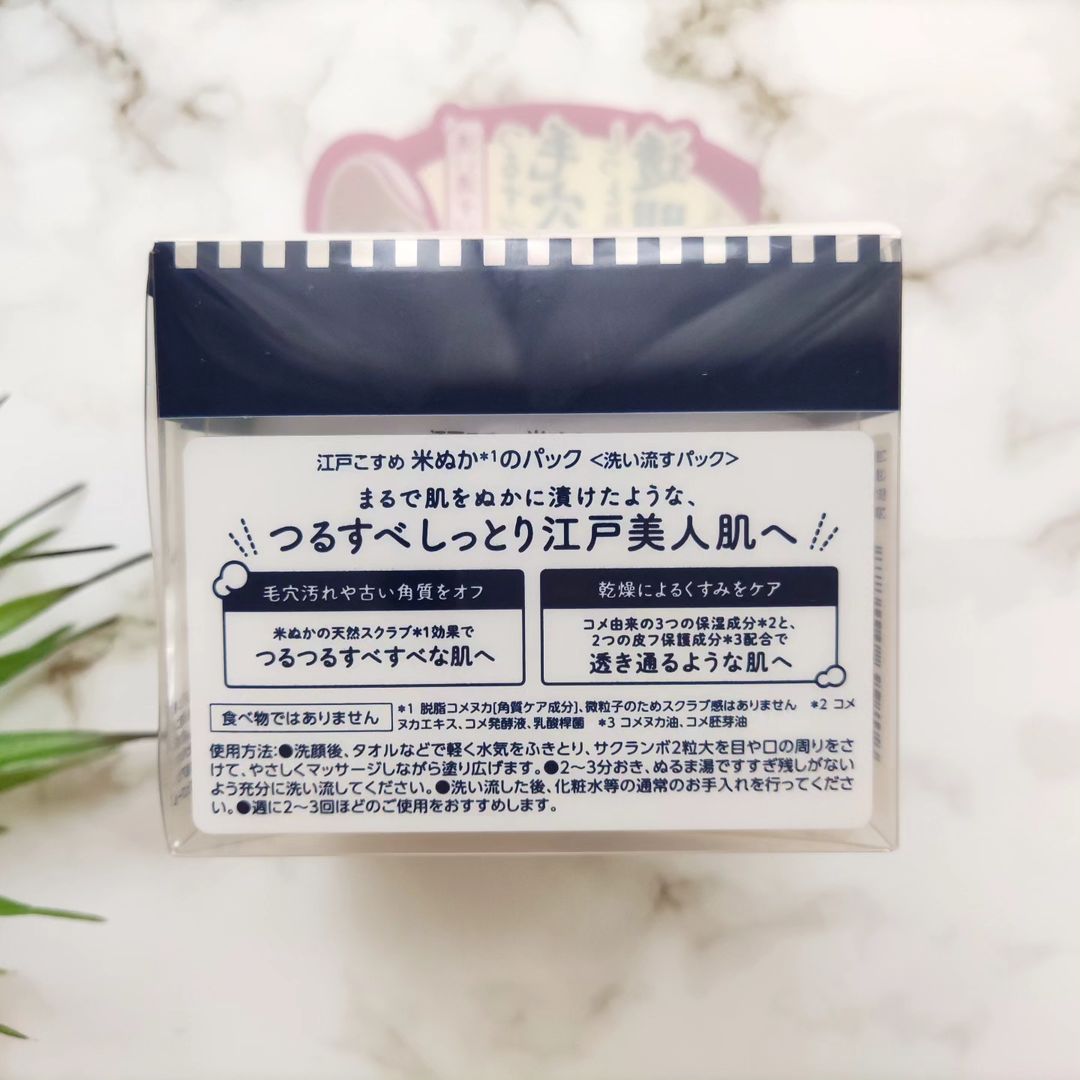 江戸こすめ 米ぬか*1のパック <洗い流すパック>
まるで肌をぬかに漬けたような、
つるすべしっとり江戸美人肌へ
毛穴汚れや古い角質をオフ
米ぬかの天然スクラブ*1効果で
つるつるすべすべな肌へ
乾燥によるくすみをケア
コメ由来の3つの保湿成分*2と、
2つの皮フ保護成分*3配合で
透き通るような肌へ
食べ物ではありません
*1 脱脂コメヌカ[角質ケア成分]、微粒子のためスクラブ感はありません *2 コメ
ヌカエキス、コメ発酵液、乳酸桿菌 *3 コメヌカ油、コメ胚芽油
使用方法:●洗顔後、タオルなどで軽く水気をふきとり、サクランボ2粒大を目や口の周りをさ
けて、やさしくマッサージしながら塗り広げます。●2〜3分おき、ぬるま湯ですすぎ残しがない
よう充分に洗い流してください。●洗い流した後、化粧水等の通常のお手入れを行ってくださ
い。●週に2〜3回ほどのご使用をおすすめします。